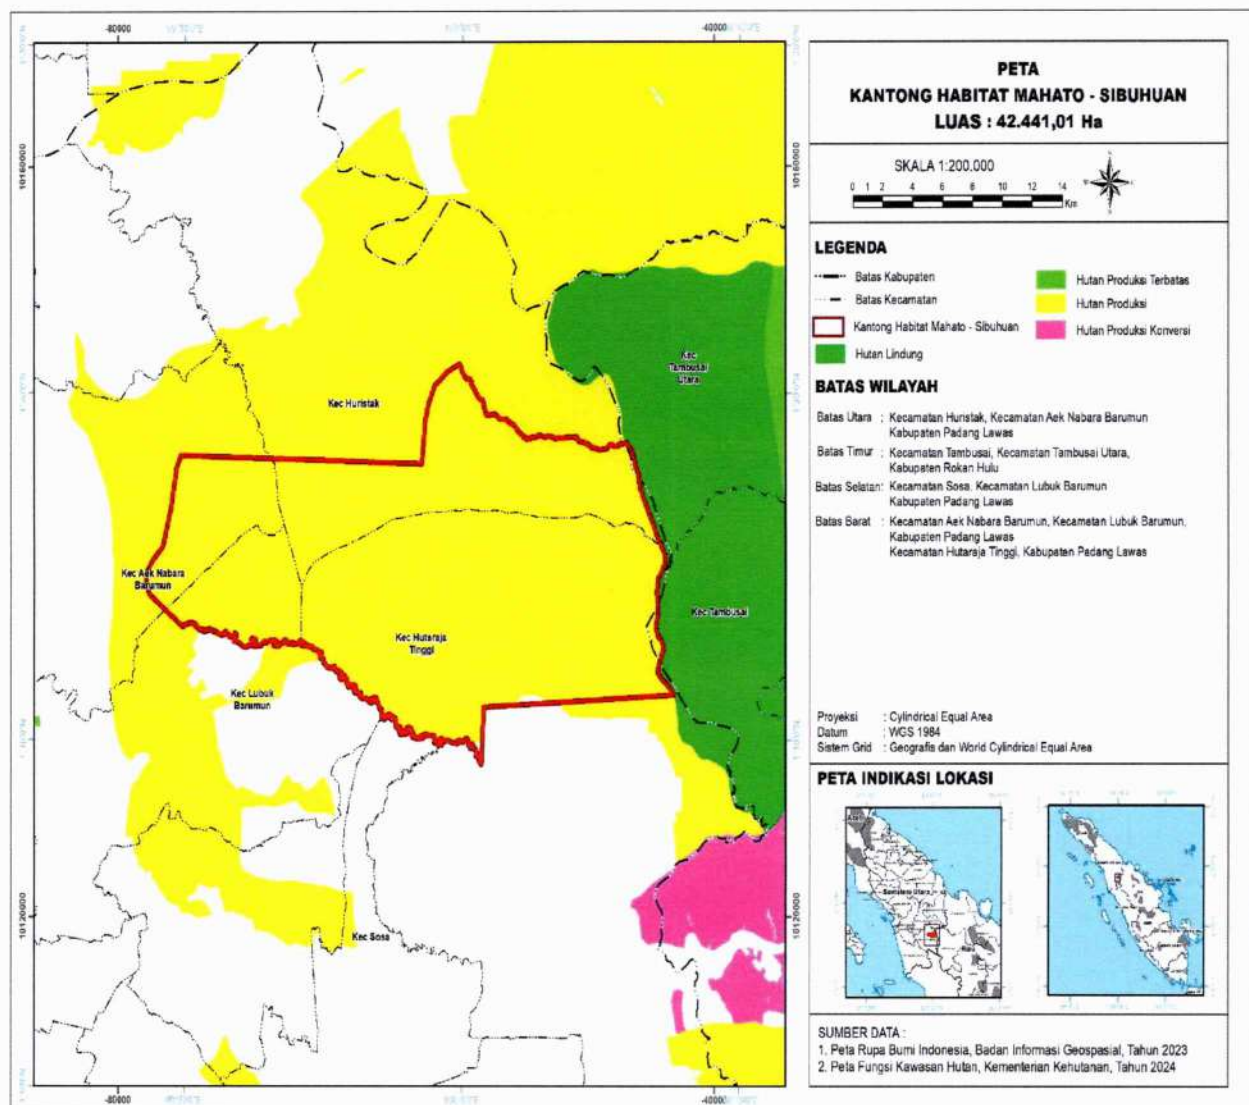 -80000
-40000
10160000
10160000
10120000
10120000
-80000
-40000
Kec
Tambusai
Utara
Kec Huristak
Kec Aek Nabara
Barumun
Kec Tambusai
Kec Hutaraja
Tinggi
Kec Lubuk
Barumun
Kec Sosa
PETA
KANTONG HABITAT MAHATO - SIBUHUAN
LUAS : 42.441,01 Ha
SKALA 1:200.000
0 1 2 4 6 8 10 12 14
Km
LEGENDA
Batas Kabupaten
Batas Kecamatan
Kantong Habitat Mahato - Sibuhuan
Hutan Lindung
Hutan Produksi Terbatas
Hutan Produksi
Hutan Produksi Konversi
BATAS WILAYAH
Batas Utara : Kecamatan Huristak, Kecamatan Aek Nabara Barumun
Kabupaten Padang Lawas
Batas Timur : Kecamatan Tambusai, Kecamatan Tambusai Utara,
Kabupaten Rokan Hulu
Batas Selatan: Kecamatan Sosa, Kecamatan Lubuk Barumun
Kabupaten Padang Lawas
Batas Barat : Kecamatan Aek Nabara Barumun, Kecamatan Lubuk Barumun,
Kabupaten Padang Lawas
Kecamatan Hutaraja Tinggi, Kabupaten Padang Lawas
Proyeksi : Cylindrical Equal Area
Datum : WGS 1984
Sistem Grid : Geografis dan World Cylindrical Equal Area
PETA INDIKASI LOKASI
Sumatera Utara
Riau
SUMBER DATA :
1. Peta Rupa Bumi Indonesia, Badan Informasi Geospasial, Tahun 2023
2. Peta Fungsi Kawasan Hutan, Kementerian Kehutanan, Tahun 2024